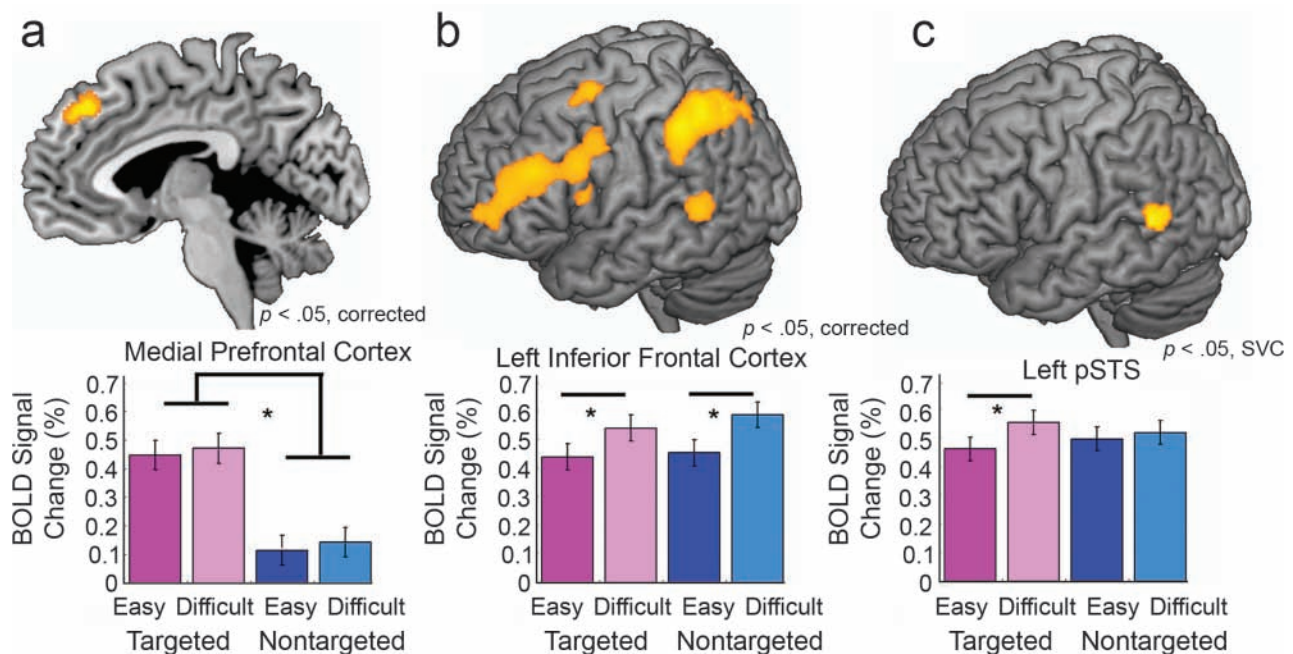 a
b
c
p < .05, corrected
p < .05, corrected
p < .05, SVC
Medial Prefrontal Cortex
BOLD Signal
Change (%)
0.7
0.6
0.5
0.4
0.3
0.2
0.1
0
*
Easy Difficult Easy Difficult
Targeted Nontargeted
Left Inferior Frontal Cortex
BOLD Signal
Change (%)
0.7
0.6
0.5
0.4
0.3
0.2
0.1
0
* *
Easy Difficult Easy Difficult
Targeted Nontargeted
Left pSTS
BOLD Signal
Change (%)
0.7
0.6
0.5
0.4
0.3
0.2
0.1
0
*
Easy Difficult Easy Difficult
Targeted Nontargeted